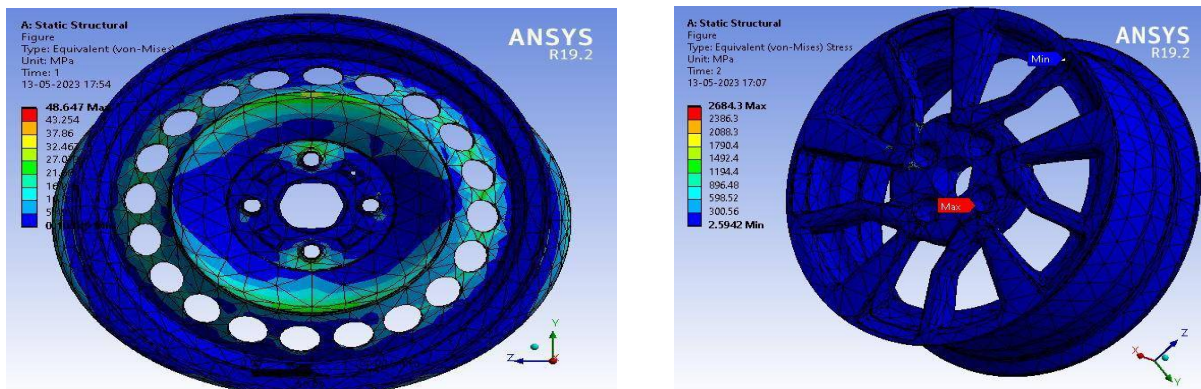 A: Static Structural
Figure
Type: Equivalent (von-Mises)
Unit: MPa
Time: 1
13-05-2023 17:54
48.647 Max
43.254
37.86
32.467
ANSYS
R19.2
Y
Z
A: Static Structural
Figure
Type: Equivalent (von-Mises) Stress
Unit: MPa
Time: 2
13-05-2023 17:07
2684.3 Max
2386.3
2088.3
1790.4
1492.4
1194.4
896.48
598.52
300.56
2.5942 Min
ANSYS
R19.2
Min
Max
Z
X
Y